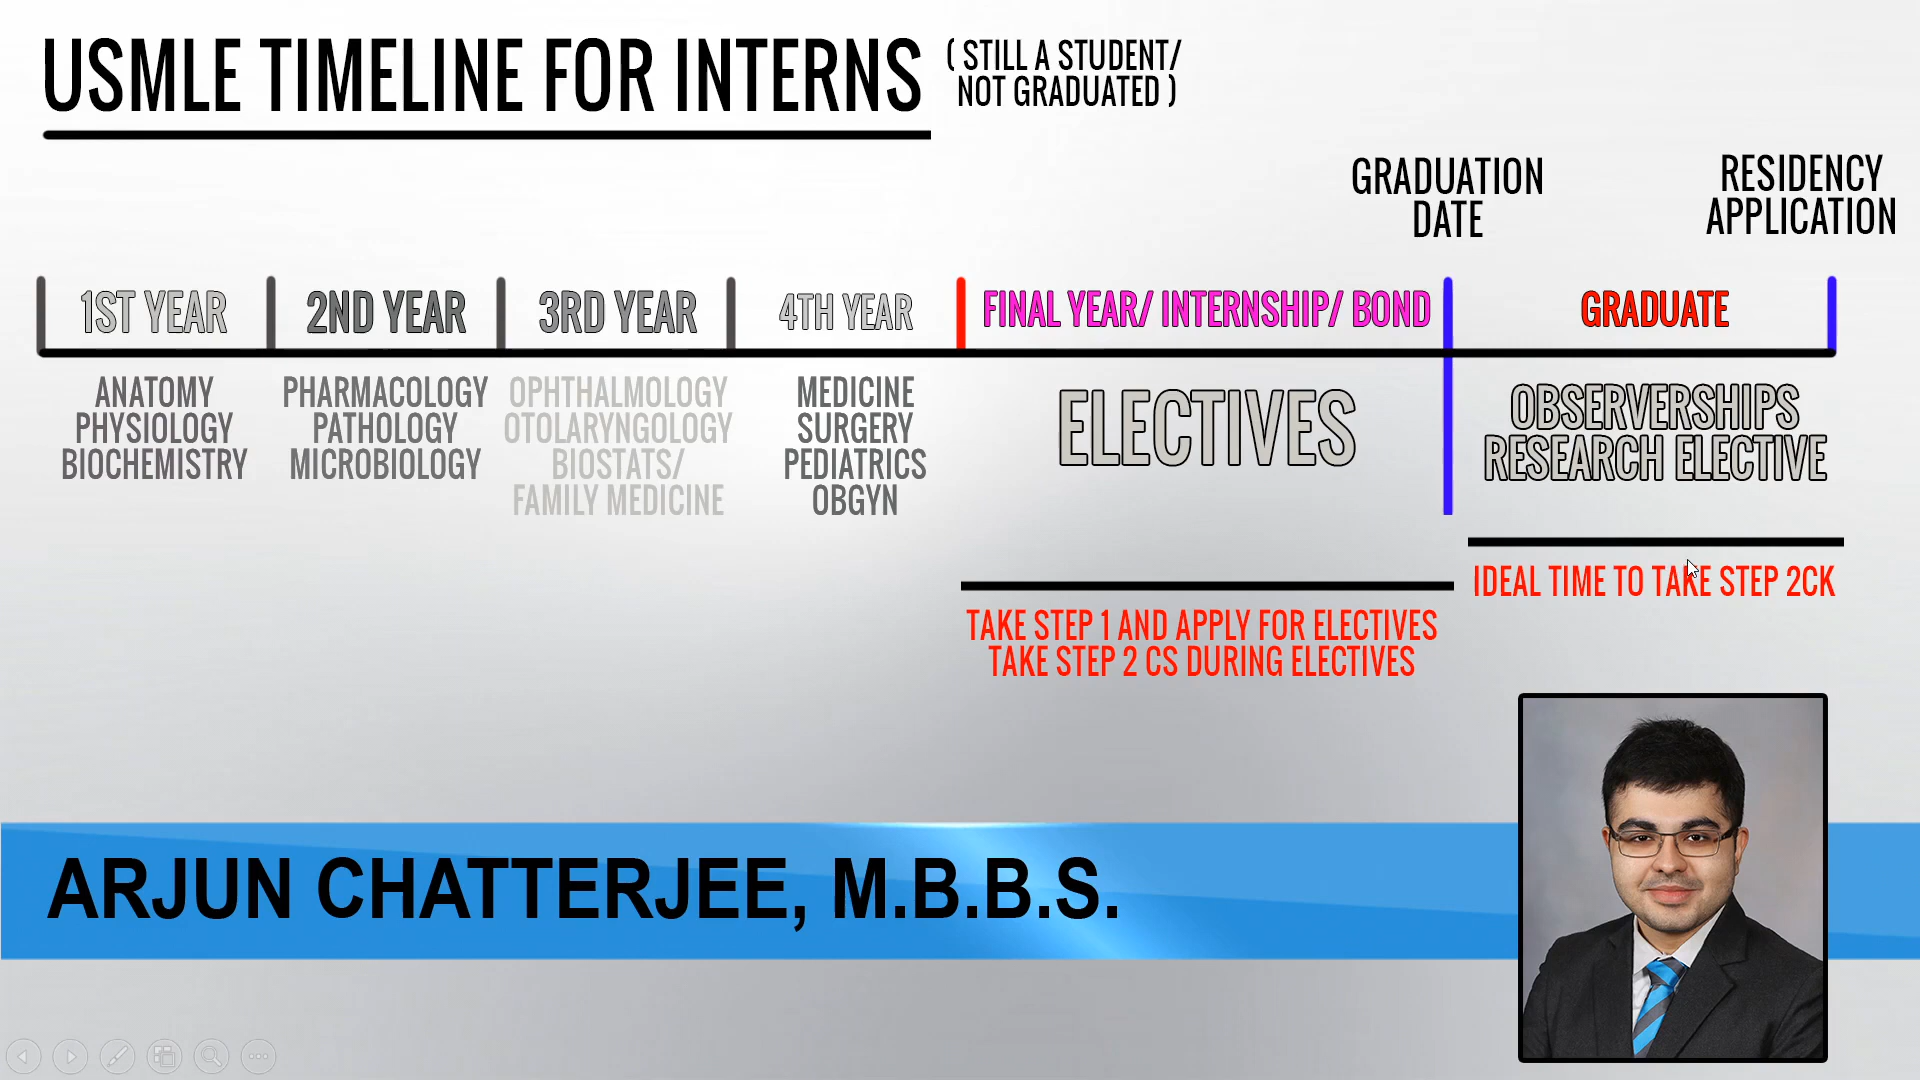 USMLE TIMELINE FOR INTERNS
( STILL A STUDENT/
NOT GRADUATED )
GRADUATION
DATE
RESIDENCY
APPLICATION
1ST YEAR
2ND YEAR
3RD YEAR
4TH YEAR
FINAL YEAR/ INTERNSHIP/ BOND
GRADUATE
ANATOMY
PHYSIOLOGY
BIOCHEMISTRY
PHARMACOLOGY
PATHOLOGY
MICROBIOLOGY
OPHTHALMOLOGY
OTOLARYNGOLOGY
BIOSTATS/
FAMILY MEDICINE
MEDICINE
SURGERY
PEDIATRICS
OBGYN
ELECTIVES
OBSERVERSHIPS
RESEARCH ELECTIVE
TAKE STEP 1 AND APPLY FOR ELECTIVES
TAKE STEP 2 CS DURING ELECTIVES
IDEAL TIME TO TAKE STEP 2CK
ARJUN CHATTERJEE, M.B.B.S.